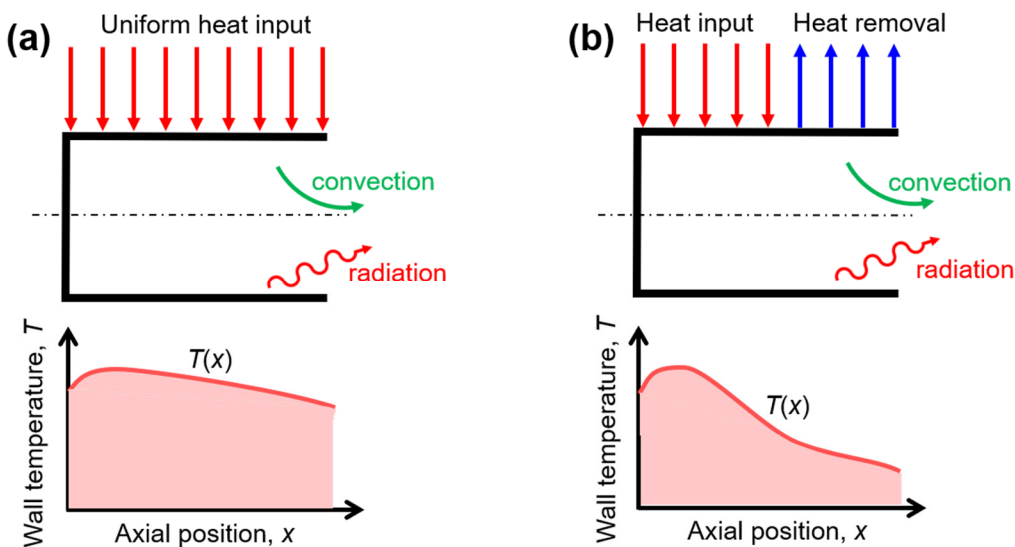 (a)
Uniform heat input
convection
radiation
Wall temperature, T
T(x)
Axial position, x
(b)
Heat input
Heat removal
convection
radiation
Wall temperature, T
T(x)
Axial position, x